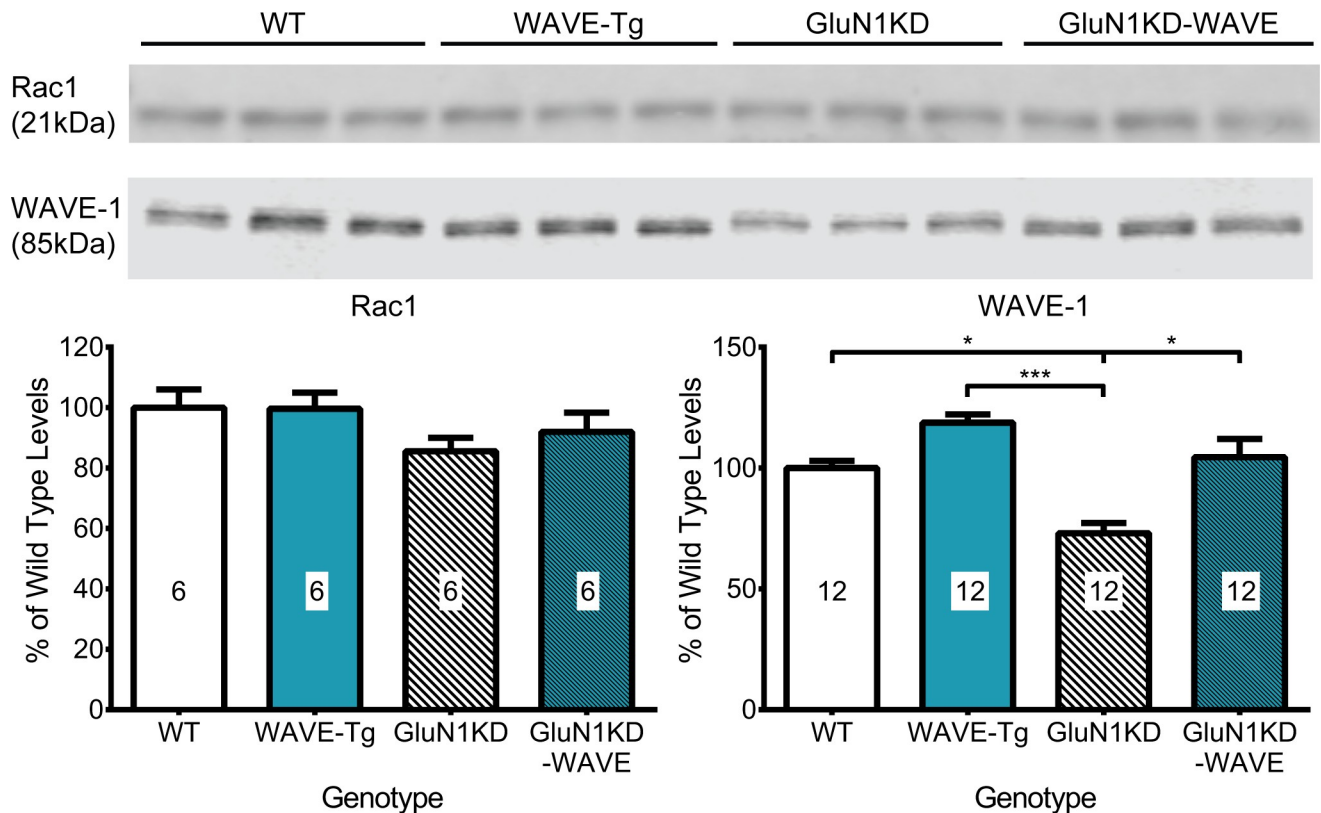 WT WAVE-Tg GluN1KD GluN1KD-WAVE
Rac1
(21kDa)
WAVE-1
(85kDa)
Rac1
% of Wild Type Levels
120
100
80
60
40
20
0
6 6 6 6
WT WAVE-Tg GluN1KD GluN1KD
-WAVE
Genotype
WAVE-1
% of Wild Type Levels
150
100
50
0
* *
***
12 12 12 12
WT WAVE-Tg GluN1KD GluN1KD
-WAVE
Genotype